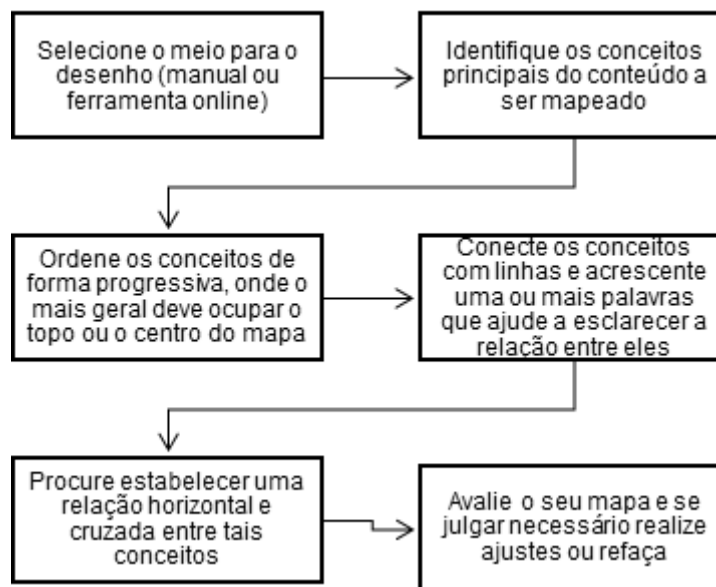 Selecione o meio para o
desenho (manual ou
ferramenta online)
Identifique os conceitos
principais do conteúdo a
ser mapeado
Ordene os conceitos de
forma progressiva, onde o
mais geral deve ocupar o
topo ou o centro do mapa
Conecte os conceitos
com linhas e acrescente
uma ou mais palavras
que ajude a esclarecer a
relação entre eles
Procure estabelecer uma
relação horizontal e
cruzada entre tais
conceitos
Avalie o seu mapa e se
julgar necessário realize
ajustes ou refaça